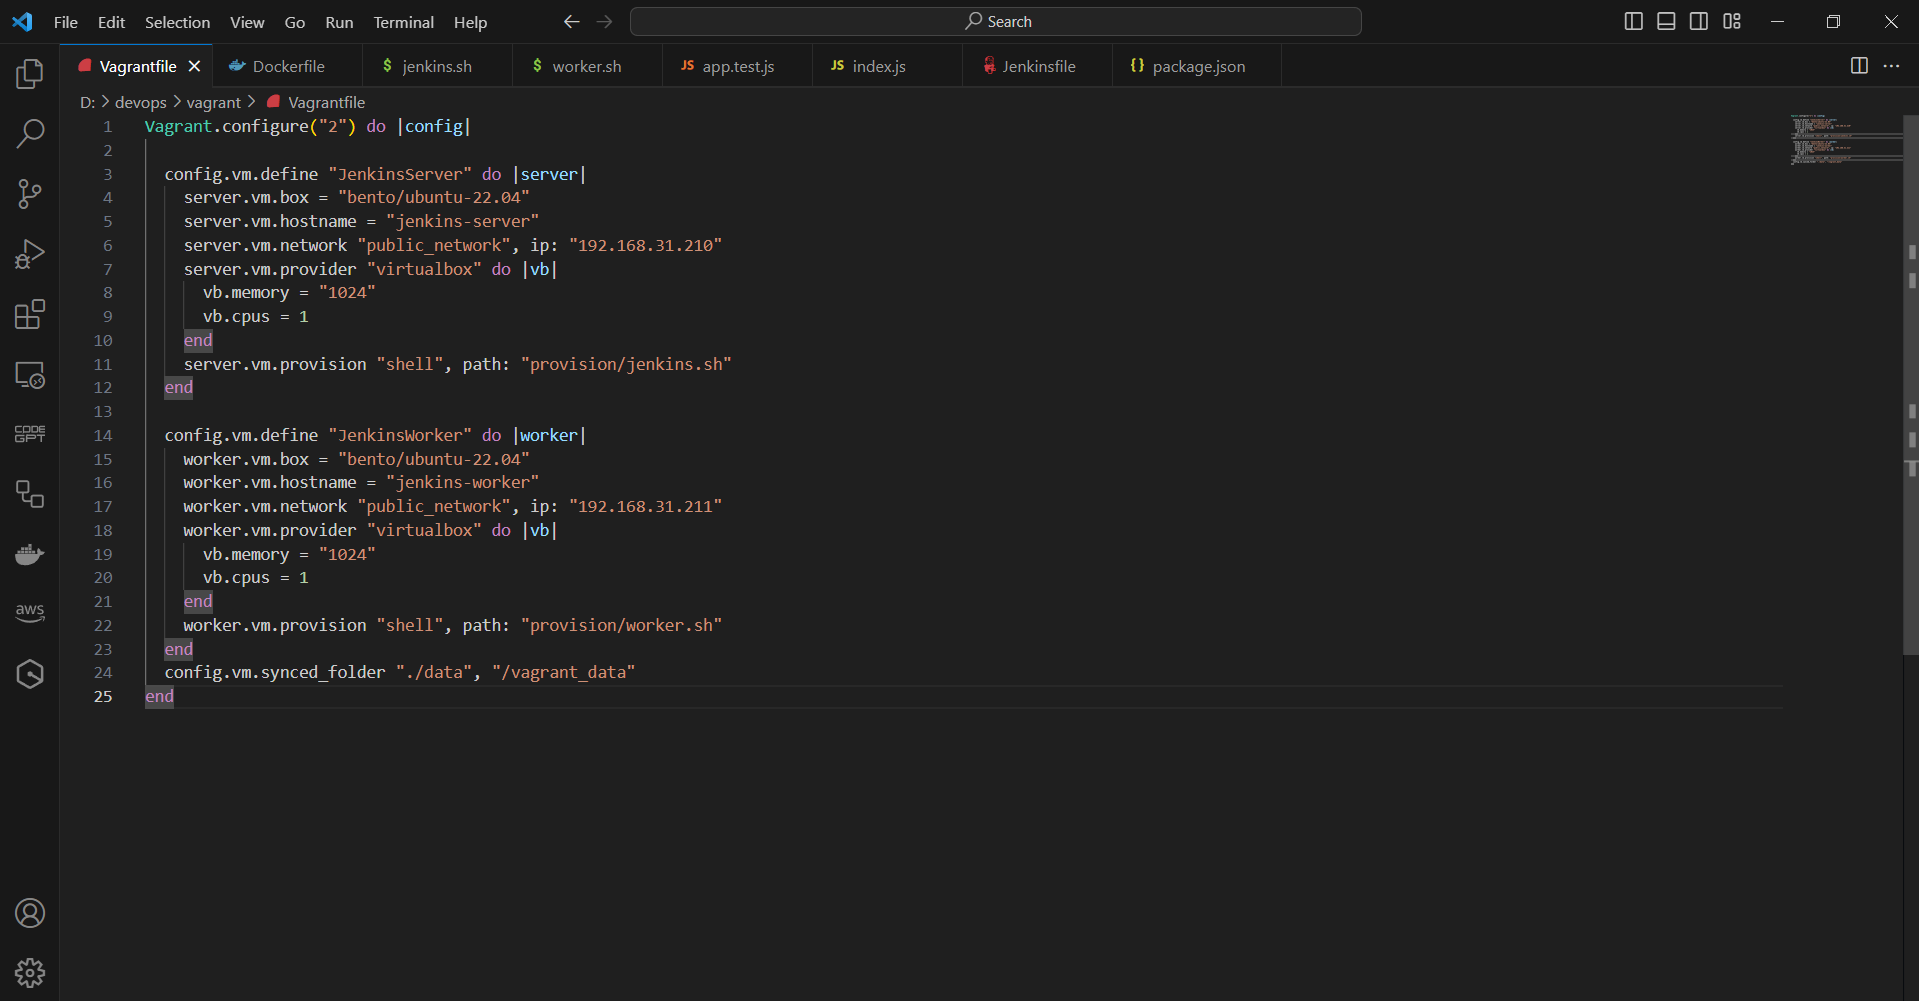 File Edit Selection View Go Run Terminal Help Search
Vagrantfile Dockerfile $ jenkins.sh $ worker.sh JS app.test.js JS index.js Jenkinsfile {} package.json
D: > devops > vagrant > Vagrantfile
1 Vagrant.configure("2") do |config|
2
3 config.vm.define "JenkinsServer" do |server|
4 server.vm.box = "bento/ubuntu-22.04"
5 server.vm.hostname = "jenkins-server"
6 server.vm.network "public_network", ip: "192.168.31.210"
7 server.vm.provider "virtualbox" do |vb|
8 vb.memory = "1024"
9 vb.cpus = 1
10 end
11 server.vm.provision "shell", path: "provision/jenkins.sh"
12 end
13
14 config.vm.define "JenkinsWorker" do |worker|
15 worker.vm.box = "bento/ubuntu-22.04"
16 worker.vm.hostname = "jenkins-worker"
17 worker.vm.network "public_network", ip: "192.168.31.211"
18 worker.vm.provider "virtualbox" do |vb|
19 vb.memory = "1024"
20 vb.cpus = 1
21 end
22 worker.vm.provision "shell", path: "provision/worker.sh"
23 end
24 config.vm.synced_folder "./data", "/vagrant_data"
25 end
CODE
GPT
aws